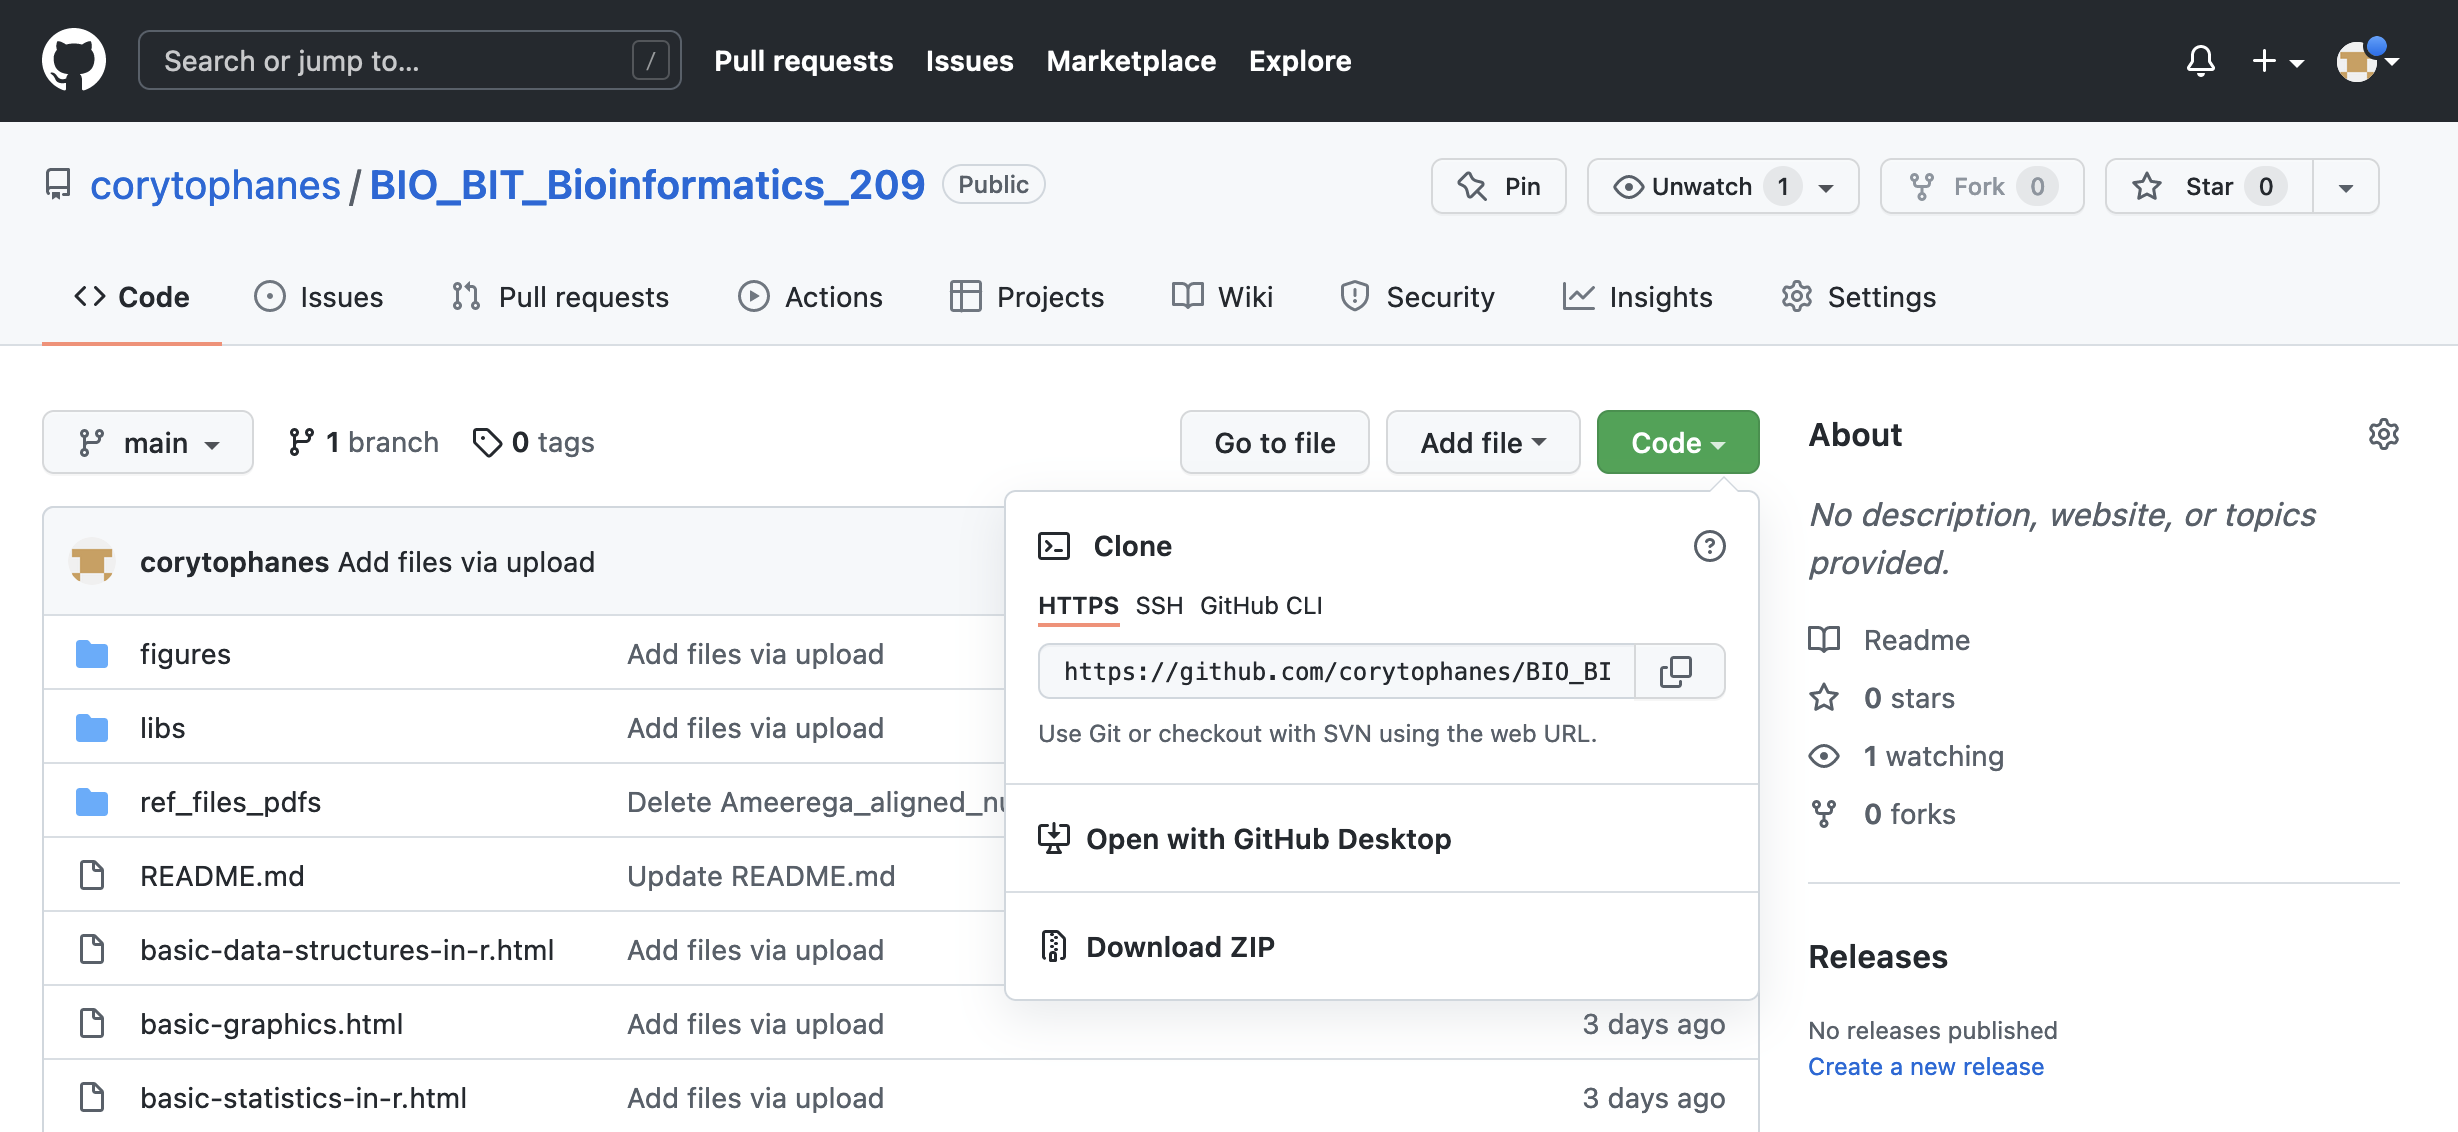 Search or jump to... / Pull requests Issues Marketplace Explore
corytophanes / BIO_BIT_Bioinformatics_209 Public Pin Unwatch 1 Fork 0 Star 0
Code Issues Pull requests Actions Projects Wiki Security Insights Settings
main 1 branch 0 tags Go to file Add file Code
corytophanes Add files via upload
figures Add files via upload
libs Add files via upload
ref_files_pdfs Delete Ameerega_aligned_nu
README.md Update README.md
basic-data-structures-in-r.html Add files via upload
basic-graphics.html Add files via upload 3 days ago
basic-statistics-in-r.html Add files via upload 3 days ago
Clone
HTTPS SSH GitHub CLI
https://github.com/corytophanes/BIO_BI
Use Git or checkout with SVN using the web URL.
Open with GitHub Desktop
Download ZIP
About
No description, website, or topics
provided.
Readme
0 stars
1 watching
0 forks
Releases
No releases published
Create a new release